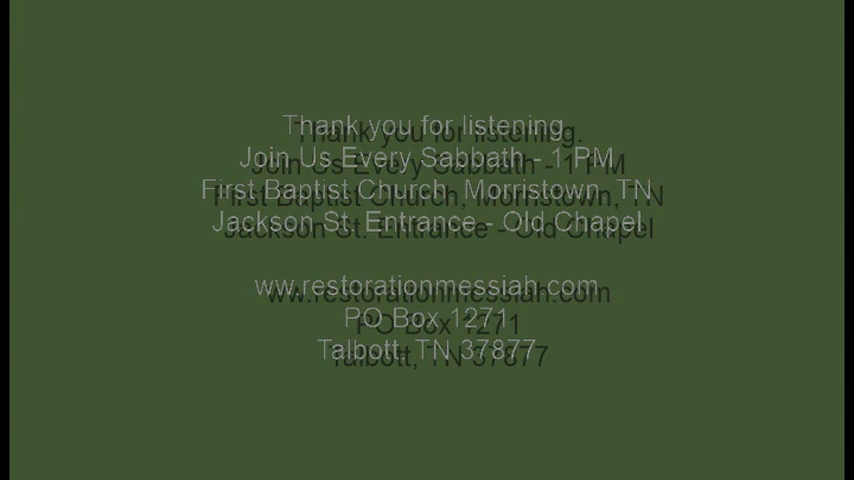 Thank you for listening.
Join Us Every Sabbath - 1 PM
First Baptist Church, Morristown, TN
Jackson St. Entrance - Old Chapel
ww.restorationmessiah.com
PO Box 1271
Talbott, TN 37877